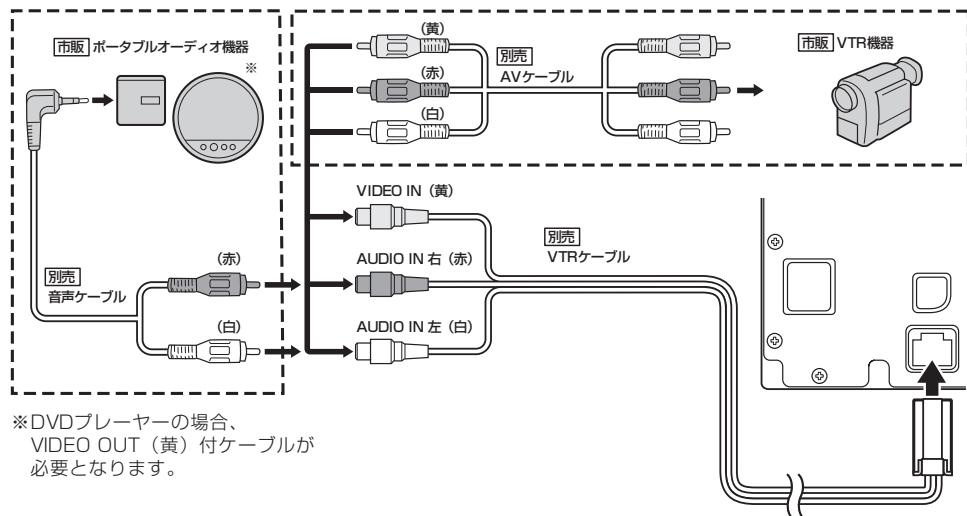 市販 ポータブルオーディオ機器
※
別売
音声ケーブル
(赤)
(白)
(黄)
(赤)
(白)
別売
AVケーブル
市販 VTR機器
VIDEO IN (黄)
AUDIO IN 右 (赤)
AUDIO IN 左 (白)
別売
VTRケーブル
※DVDプレーヤーの場合、
VIDEO OUT（黄）付ケーブルが
必要となります。